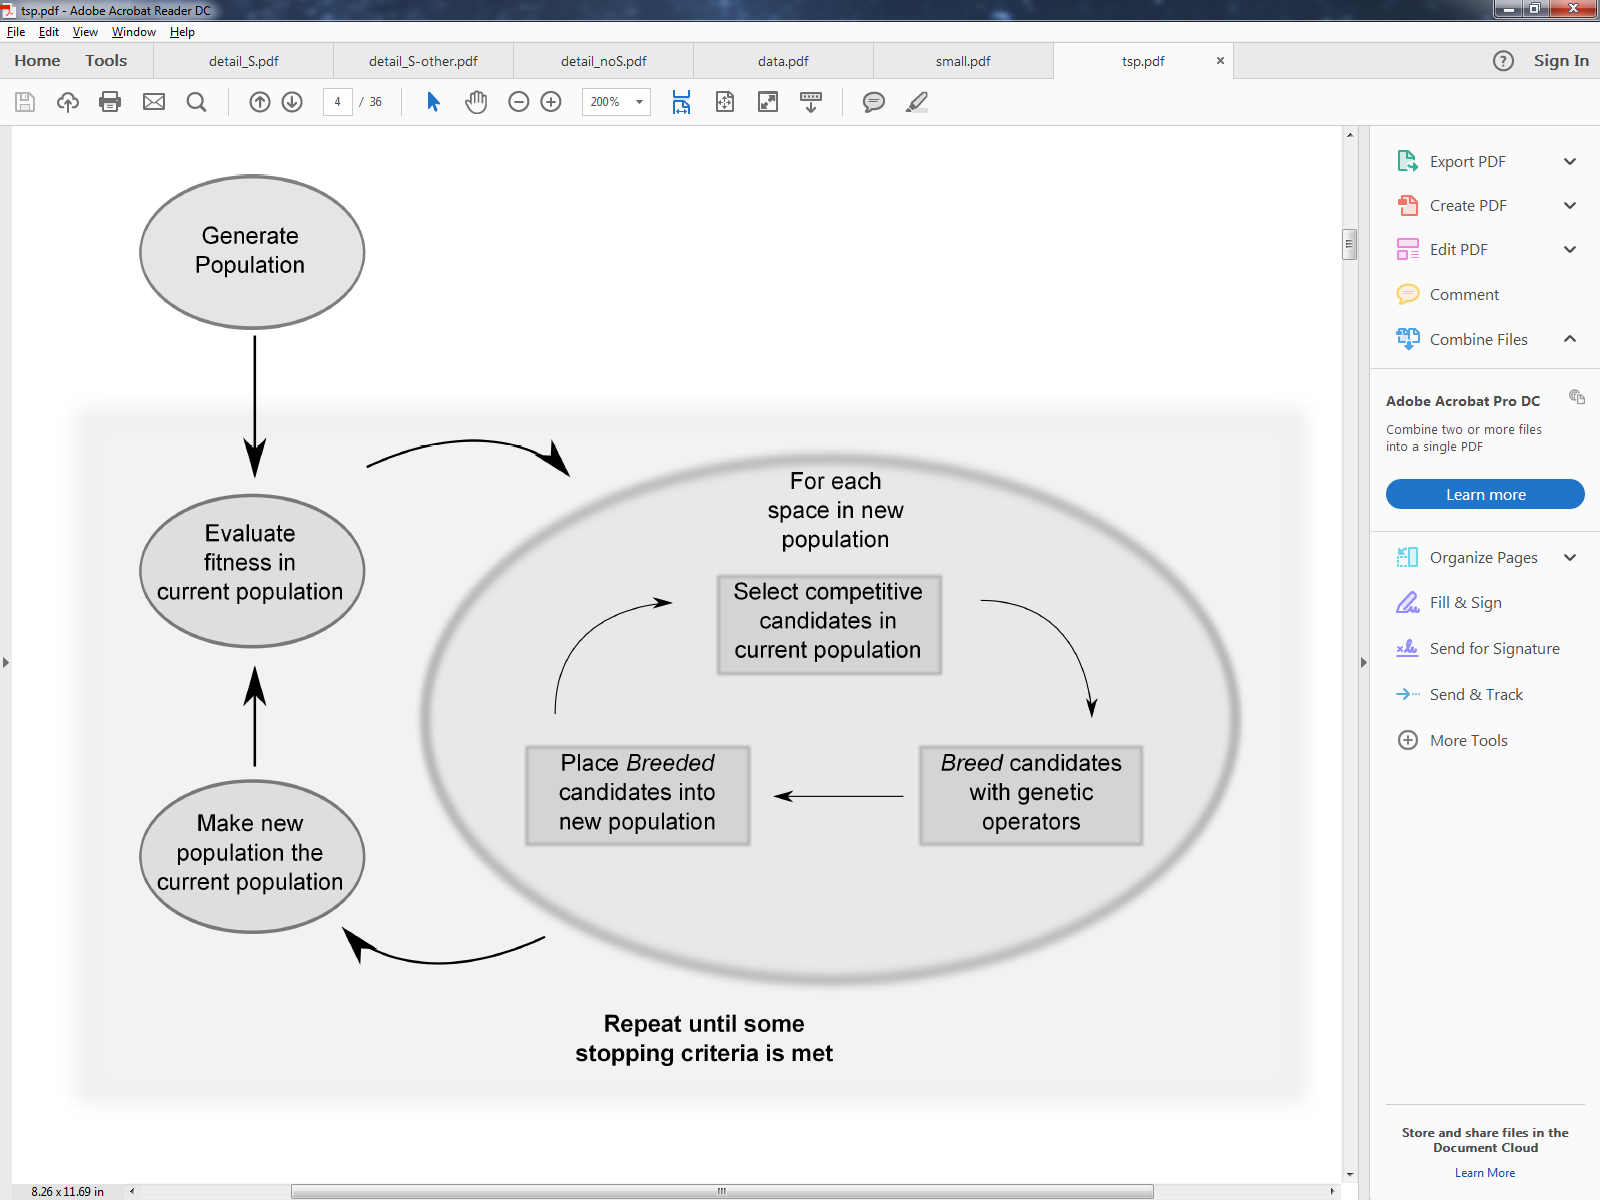 tsp.pdf - Adobe Acrobat Reader DC
File Edit View Window Help
Home Tools detail_S.pdf detail_S-other.pdf detail_noS.pdf data.pdf small.pdf tsp.pdf × ? Sign In
4 / 36 200%
Generate
Population
Evaluate
fitness in
current population
Make new
population the
current population
For each
space in new
population
Select competitive
candidates in
current population
Breed candidates
with genetic
operators
Place Breeded
candidates into
new population
Repeat until some
stopping criteria is met
Export PDF
Create PDF
Edit PDF
Comment
Combine Files
Adobe Acrobat Pro DC
Combine two or more files
into a single PDF
Learn more
Organize Pages
Fill & Sign
Send for Signature
Send & Track
More Tools
Store and share files in the
Document Cloud
Learn More
8.26 x 11.69 in